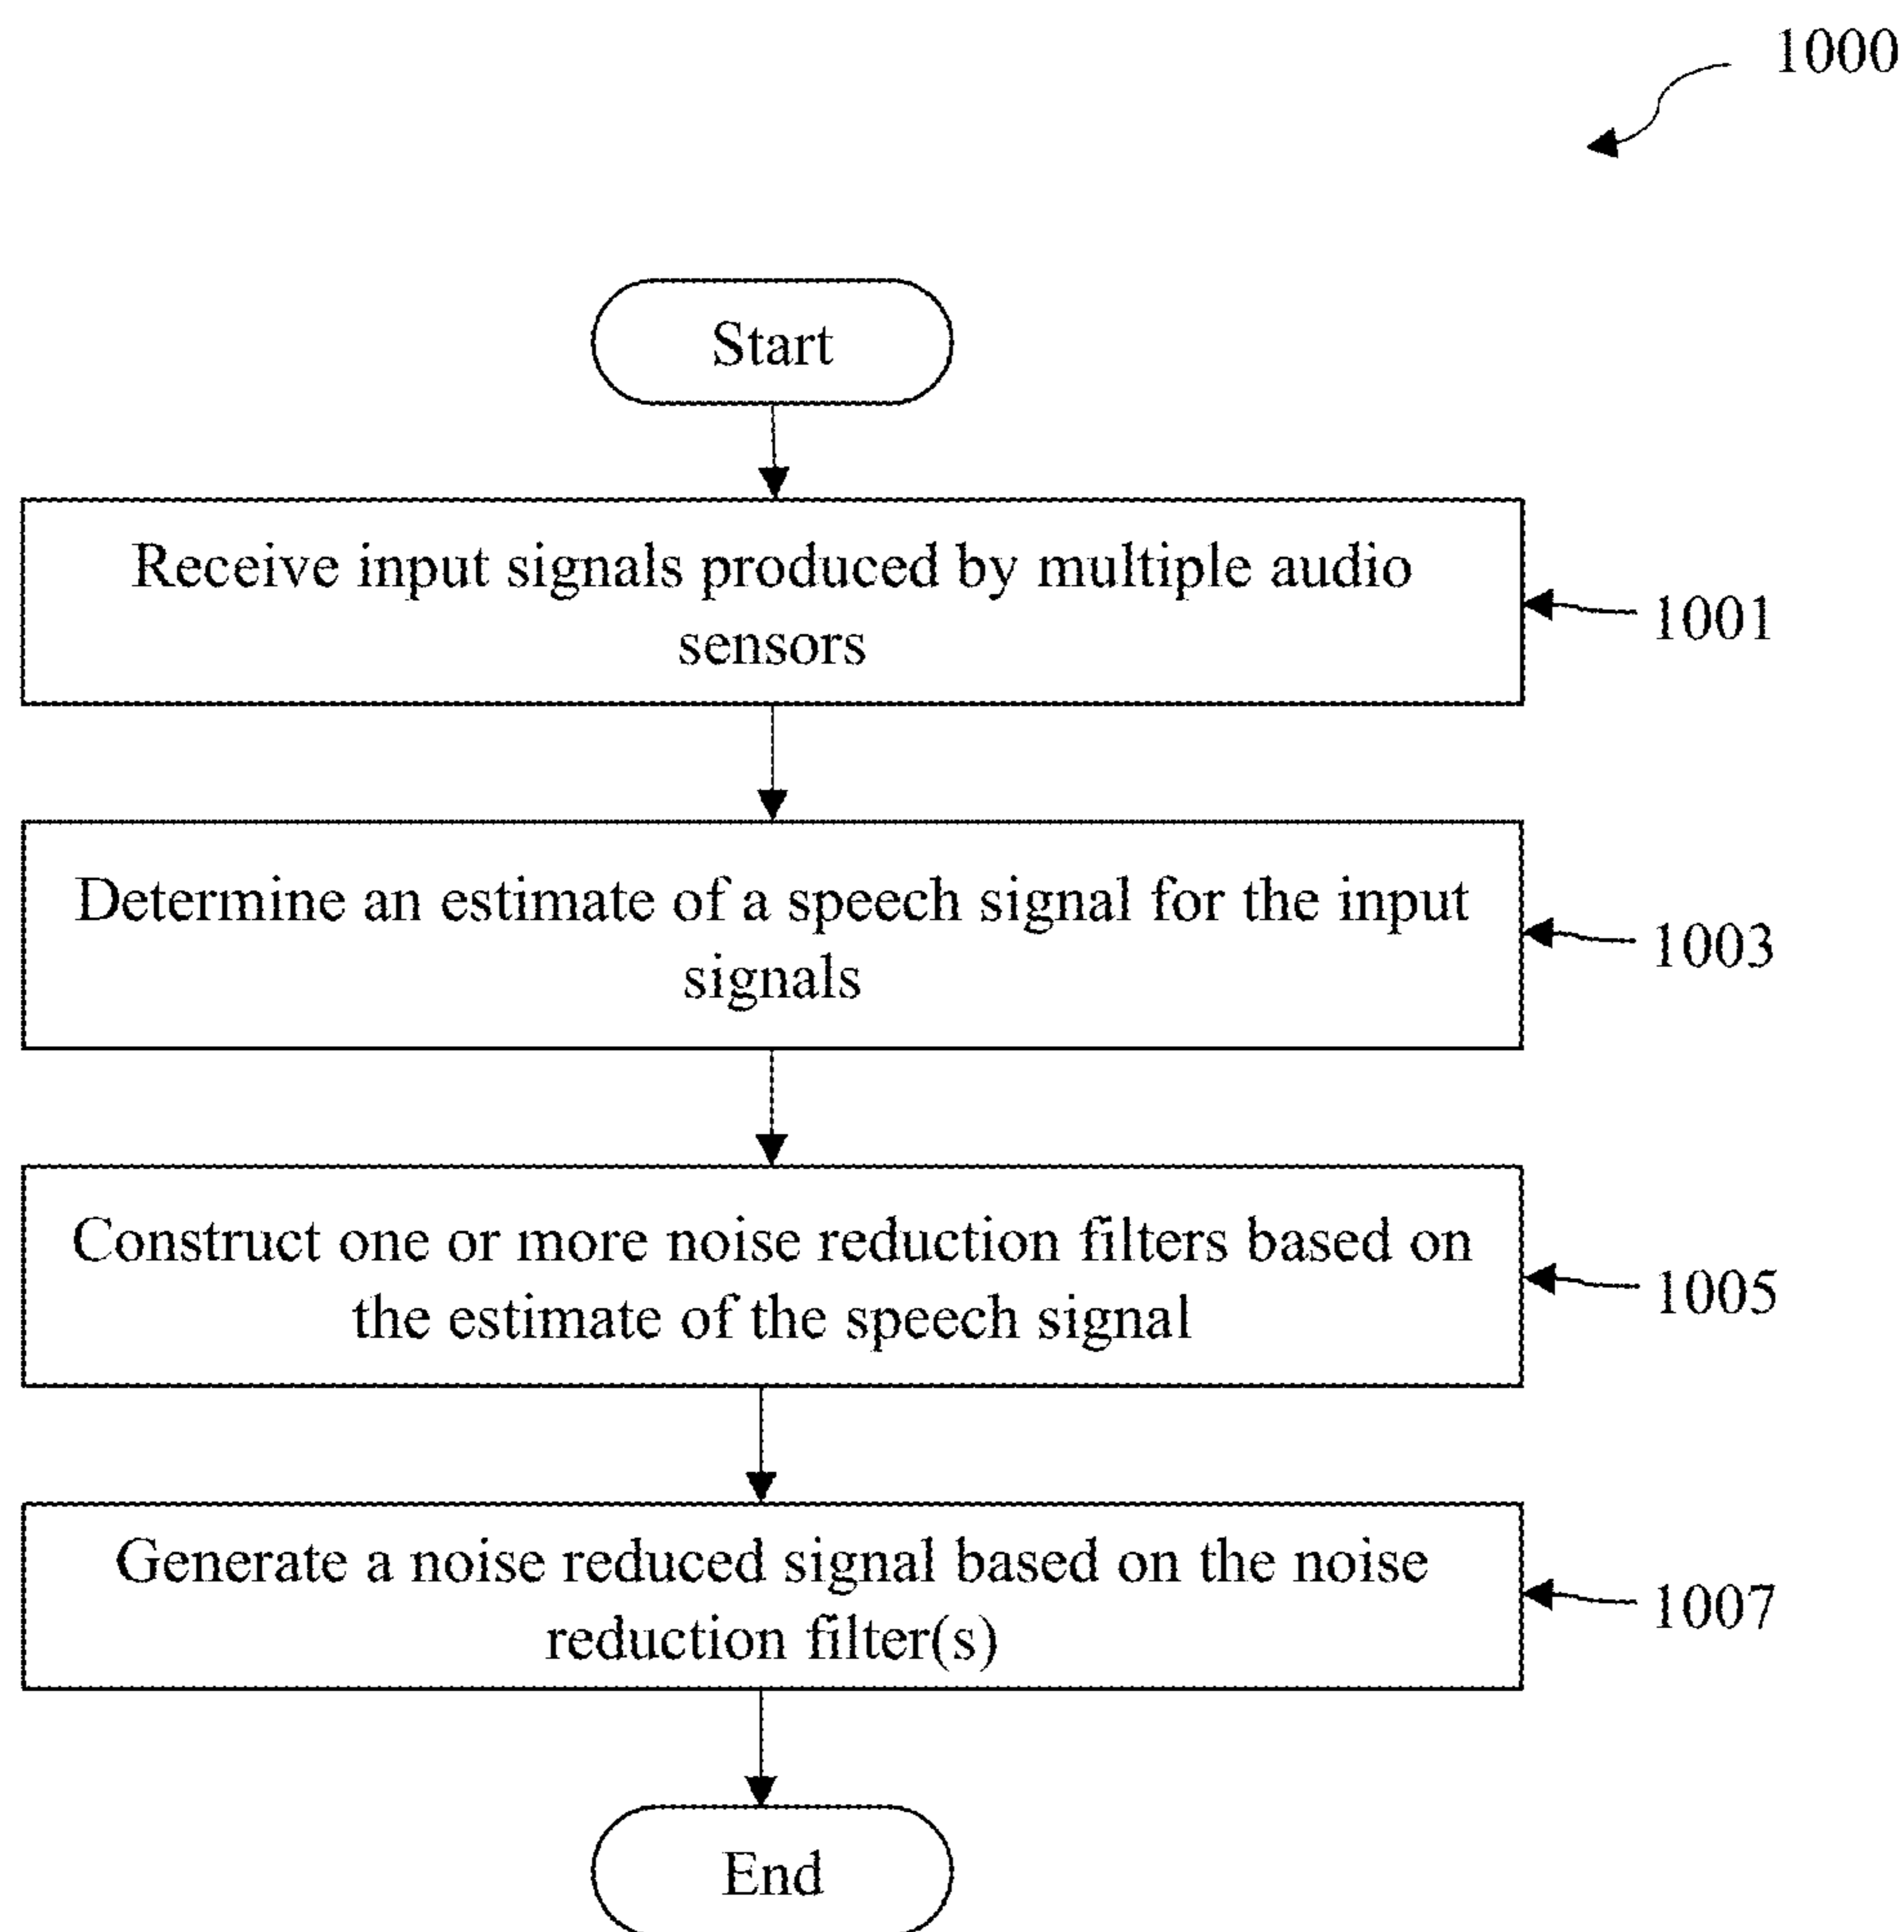 1000
Start
Receive input signals produced by multiple audio
sensors
1001
Determine an estimate of a speech signal for the input
signals
1003
Construct one or more noise reduction filters based on
the estimate of the speech signal
1005
Generate a noise reduced signal based on the noise
reduction filter(s)
1007
End